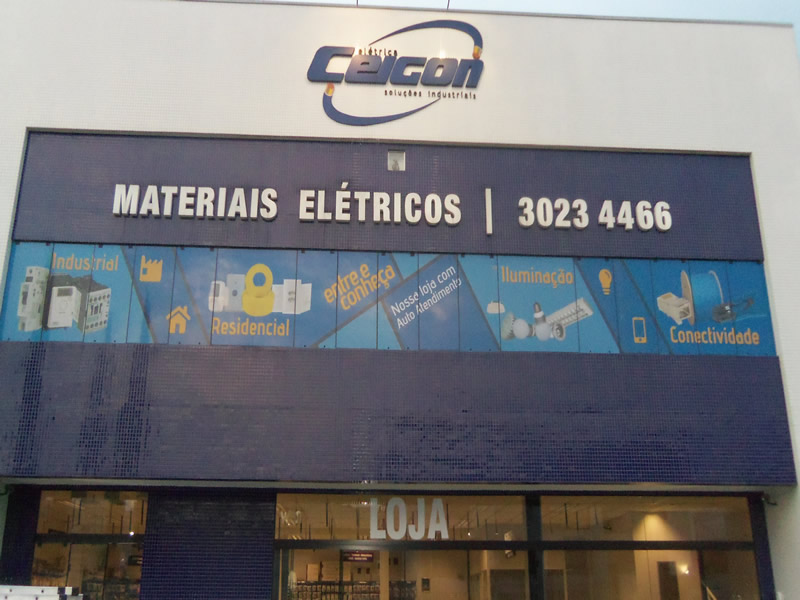 elétrica
Ceigon
soluções industriais
MATERIAIS ELÉTRICOS | 3023 4466
Industrial
Residencial
entre e
conheça
Nossa loja com
Auto Atendimento
Iluminação
Conectividade
LOJA